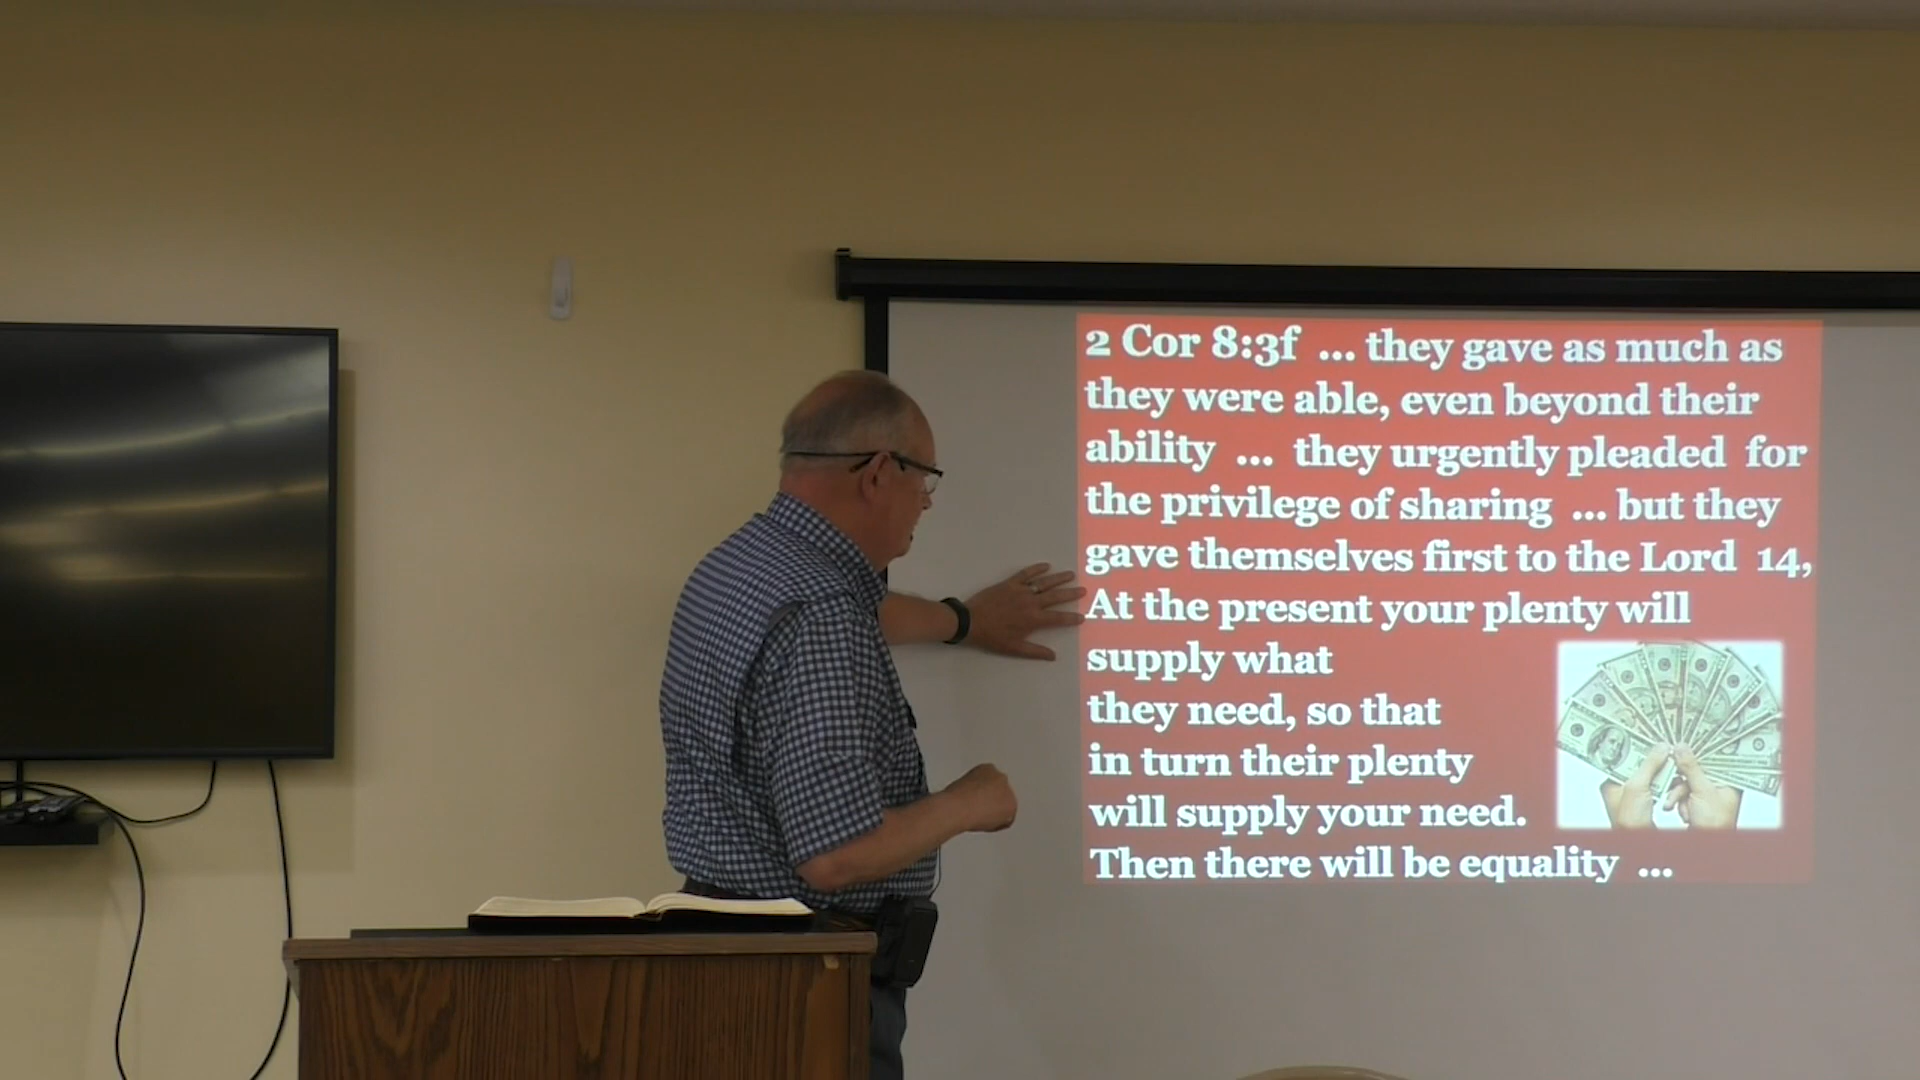 2 Cor 8:3f ... they gave as much as
they were able, even beyond their
ability ... they urgently pleaded for
the privilege of sharing ... but they
gave themselves first to the Lord 14,
At the present your plenty will
supply what
they need, so that
in turn their plenty
will supply your need.
Then there will be equality ...